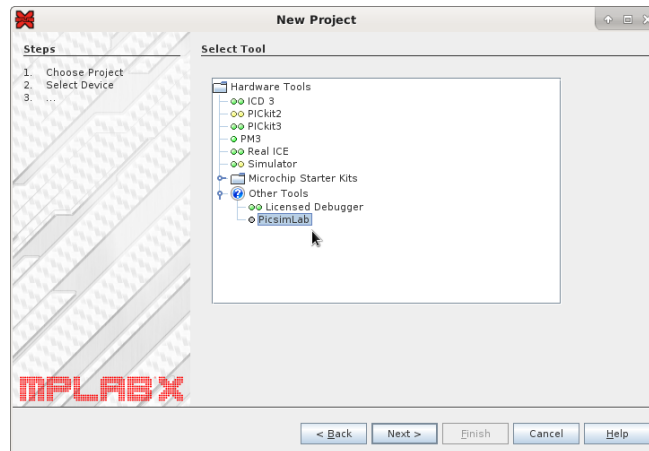 New Project
Steps
1. Choose Project
2. Select Device
3. ...
Select Tool
Hardware Tools
ICD 3
PICkit2
PICkit3
PM3
Real ICE
Simulator
Microchip Starter Kits
Other Tools
Licensed Debugger
PicsimLab
MPLABX
< Back Next > Finish Cancel Help